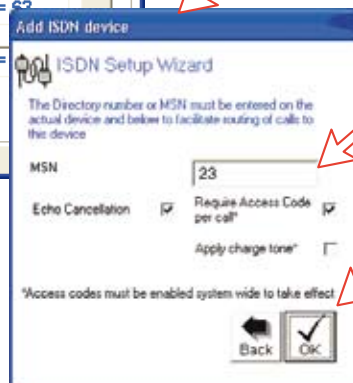 = $3
Add ISDN device
=
ISDN Setup Wizard
The Directory number or MSN must be entered on the
actual device and below to facilitate routing of calls to
this device
MSN
23
Echo Cancellation
Require Access Code
per call*
Apply charge tone*
*Access codes must be enabled system wide to take effect
Back
OK